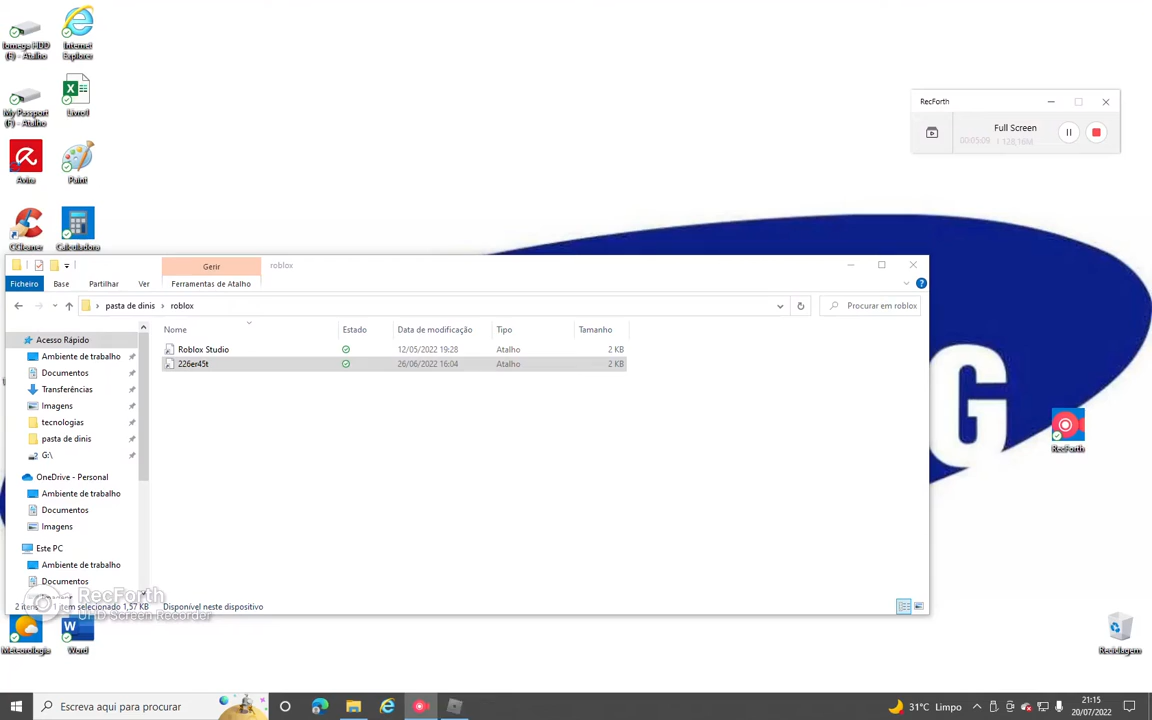 Iomega HDD
(E) - Atalho
Internet
Explorer
My Passport
(F) - Atalho
Livro1
Avira
Paint
CCleaner
Calculadora
RecForth
Full Screen
00:05:09 | 128,16M
Gerir
roblox
Ficheiro
Base
Partilhar
Ver
Ferramentas de Atalho
pasta de dinis > roblox
Procurar em roblox
Nome
Estado
Data de modificação
Tipo
Tamanho
Roblox Studio
12/05/2022 19:28
Atalho
2 KB
226er45t
26/06/2022 16:04
Atalho
2 KB
Acesso Rápido
Ambiente de trabalho
Documentos
Transferências
Imagens
tecnologias
pasta de dinis
G:\
OneDrive - Personal
Ambiente de trabalho
Documentos
Imagens
Este PC
Ambiente de trabalho
Documentos
1 item selecionado 1,57 KB
Disponível neste dispositivo
RecForth
UHD Screen Recorder
G
RecForth
Meteorologia
Word
Reciclagem
Escreva aqui para procurar
31°C Limpo
21:15
20/07/2022